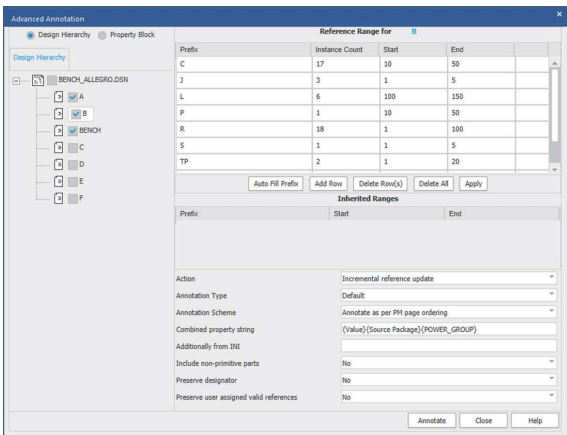 Advanced Annotation
Design Hierarchy Property Block
Design Hierarchy
BENCH_ALLEGRO.DSN
A
B
BENCH
C
D
E
F
Reference Range for B
Prefix Instance Count Start End
C 17 10 50
J 3 1 5
L 6 100 150
P 1 10 50
R 18 1 100
S 1 1 5
TP 2 1 20
Auto Fill Prefix Add Row Delete Row(s) Delete All Apply
Inherited Ranges
Prefix Start End
Action Incremental reference update
Annotation Type Default
Annotation Scheme Annotate as per PM page ordering
Combined property string {Value}{Source Package}{POWER_GROUP}
Additionally from INI
Include non-primitive parts No
Preserve designator No
Preserve user assigned valid references No
Annotate Close Help